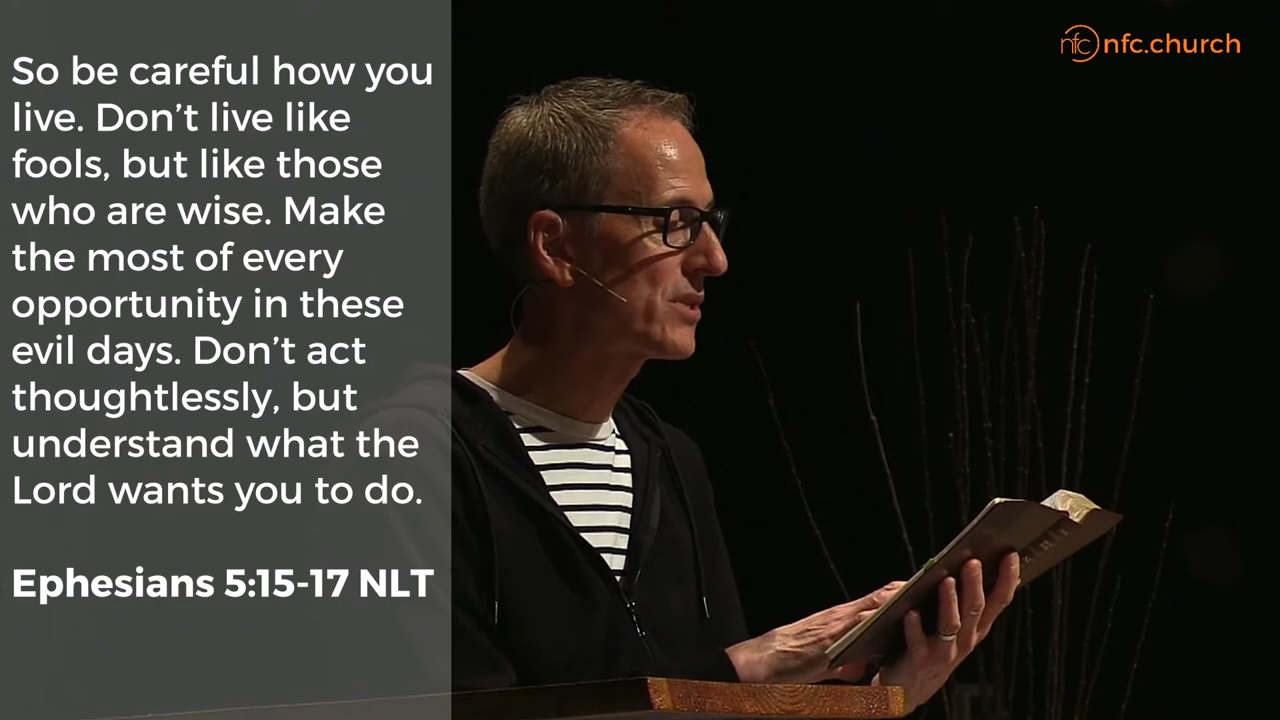 So be careful how you
live. Don’t live like
fools, but like those
who are wise. Make
the most of every
opportunity in these
evil days. Don’t act
thoughtlessly, but
understand what the
Lord wants you to do.
Ephesians 5:15-17 NLT
nfc nfc.church